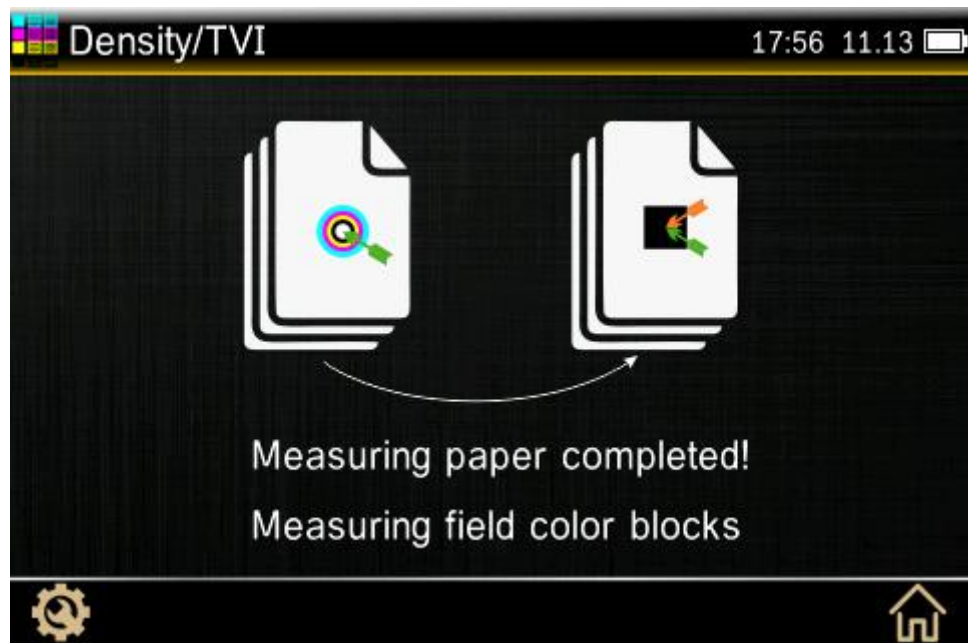 Density/TVI
17:56 11.13
Measuring paper completed!
Measuring field color blocks